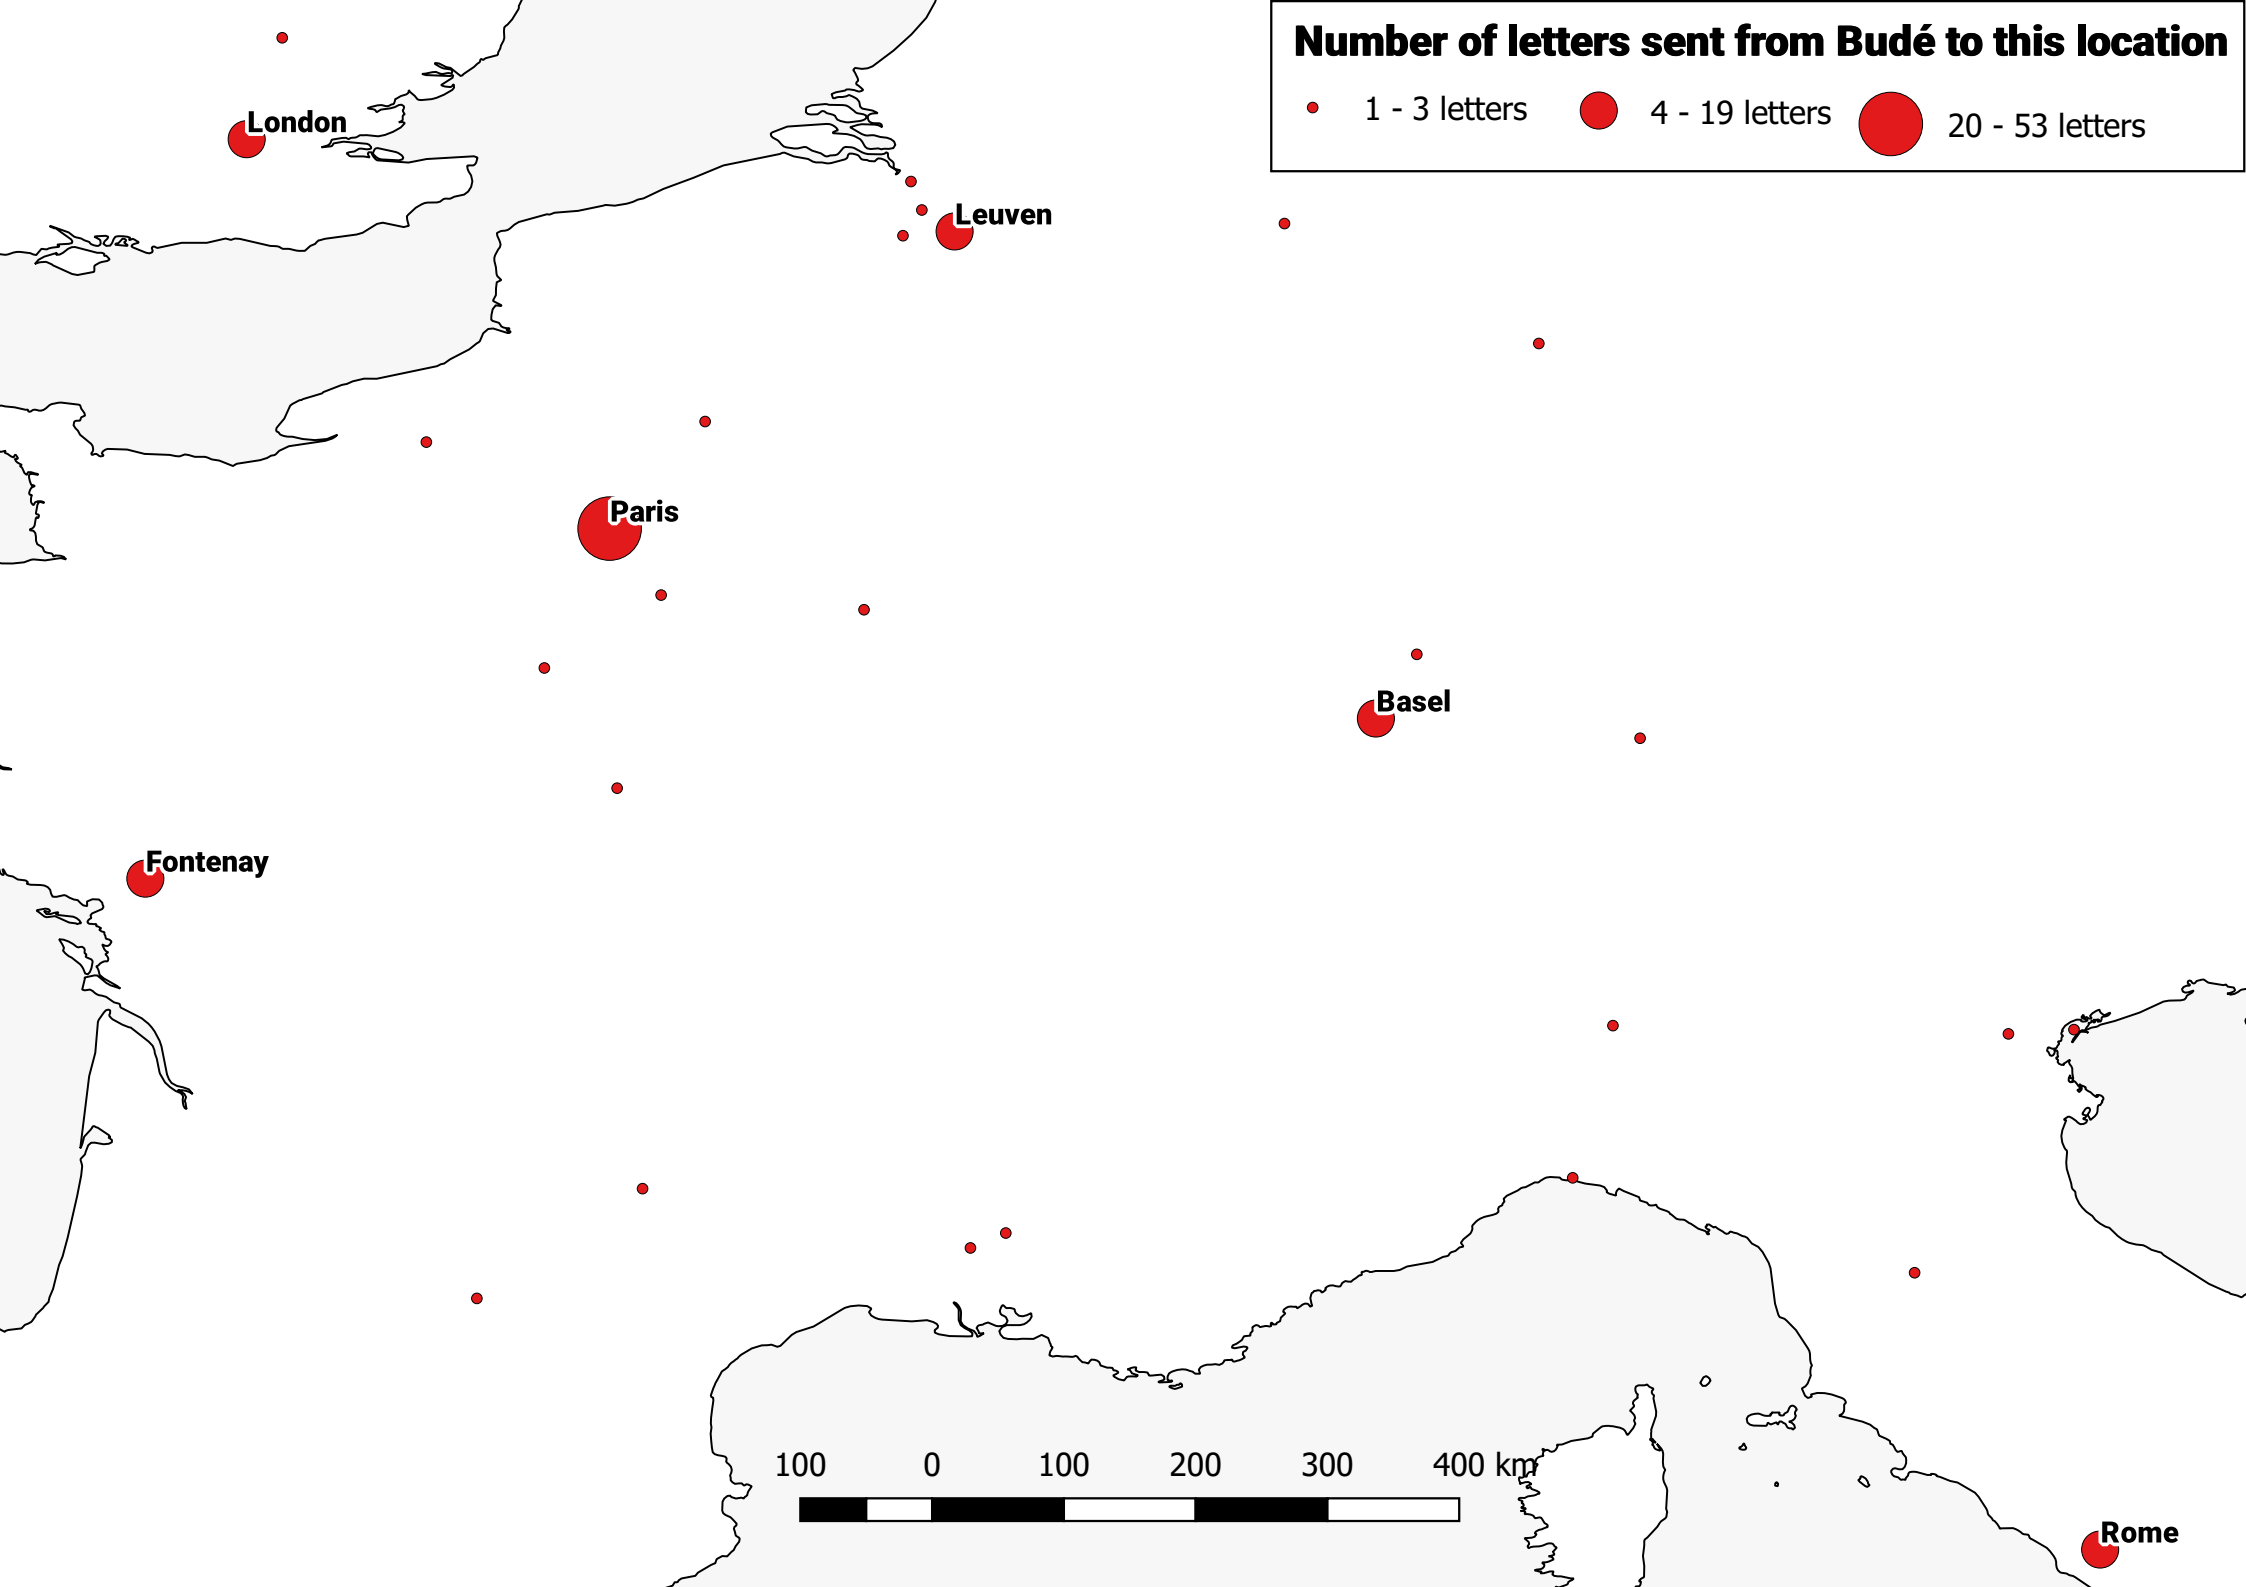 Number of letters sent from Budé to this location
1 - 3 letters
4 - 19 letters
20 - 53 letters
London
Leuven
Paris
Basel
Fontenay
100 0 100 200 300 400 km
Rome